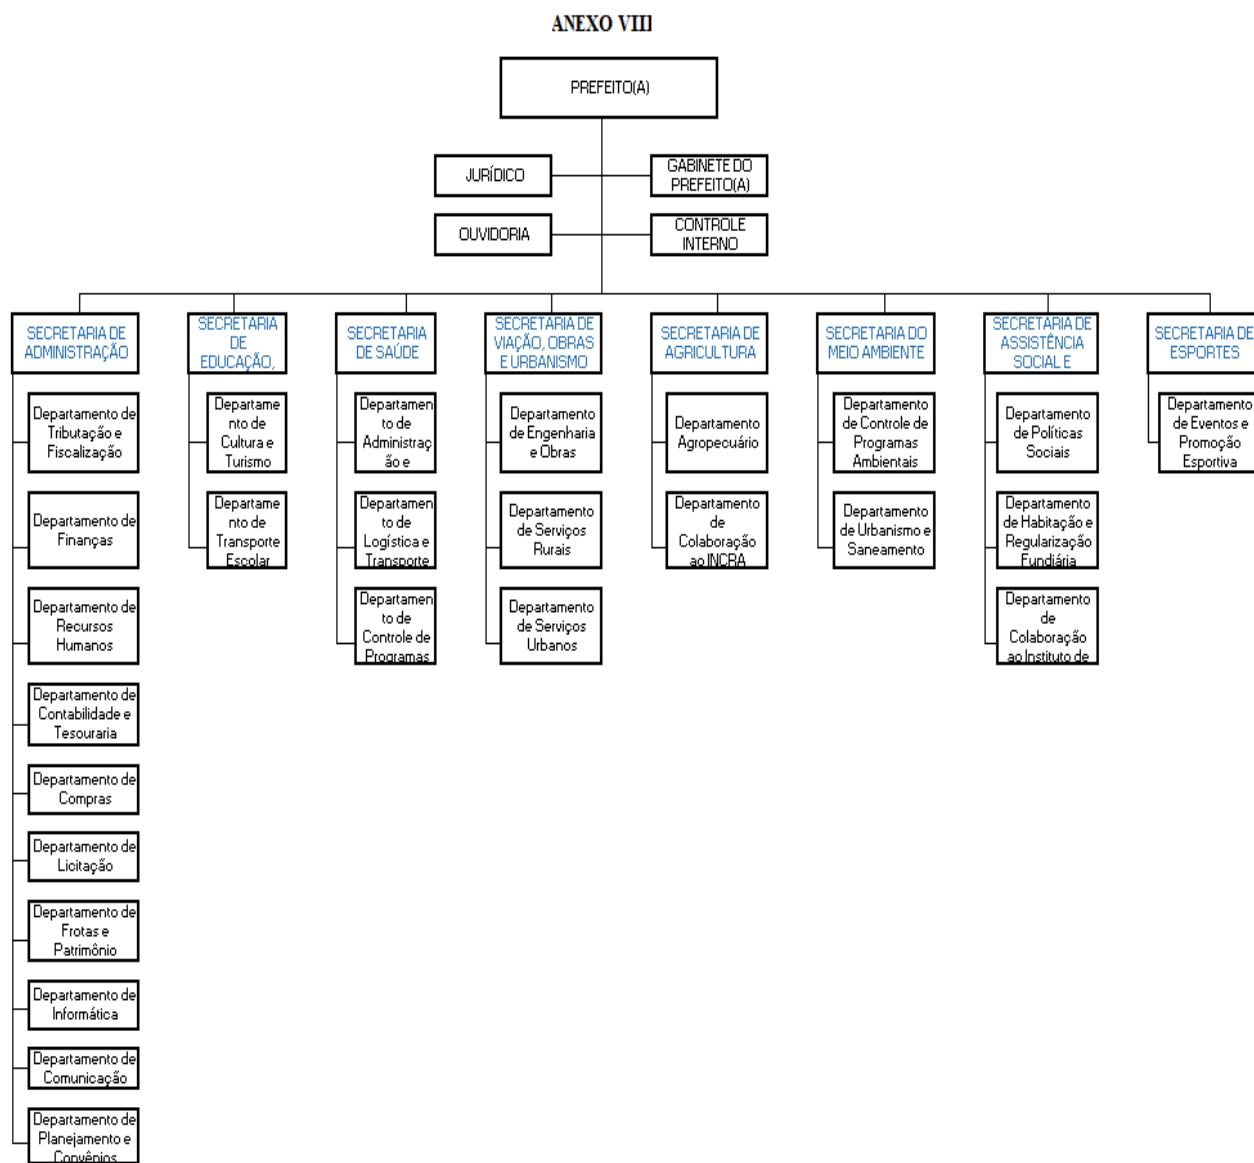 ANEXO VIII
PREFEITO(A)
JURÍDICO
GABINETE DO
PREFEITO(A)
OUVIDORIA
CONTROLE
INTERNO
SECRETARIA DE
ADMINISTRAÇÃO
SECRETARIA
DE
EDUCAÇÃO,
SECRETARIA
DE SAÚDE
SECRETARIA DE
VIAÇÃO, OBRAS
E URBANISMO
SECRETARIA DE
AGRICULTURA
SECRETARIA DO
MEIO AMBIENTE
SECRETARIA DE
ASSISTÊNCIA
SOCIAL E
SECRETARIA DE
ESPORTES
Departamento de
Tributação e
Fiscalização
Departamento de
Finanças
Departamento de
Recursos
Humanos
Departamento de
Contabilidade e
Tesouraria
Departamento de
Compras
Departamento de
Licitação
Departamento de
Frotas e
Patrimônio
Departamento de
Informática
Departamento de
Comunicação
Departamento de
Planejamento e
Convênios
Departame
nto de
Cultura e
Turismo
Departame
nto de
Transporte
Escolar
Departamen
to de
Administraç
ão e
Departamen
to de
Logística e
Transporte
Departamen
to de
Controle de
Programas
Departamento
de Engenharia
e Obras
Departamento
de Serviços
Rurais
Departamento
de Serviços
Urbanos
Departamento
Agropecuário
Departamento
de
Colaboração
ao INCRA
Departamento
de Controle de
Programas
Ambientais
Departamento
de Urbanismo e
Saneamento
Departamento
de Políticas
Sociais
Departamento
de Habitação e
Regularização
Fundiária
Departamento
de
Colaboração
ao Instituto de
Departamento
de Eventos e
Promoção
Esportiva